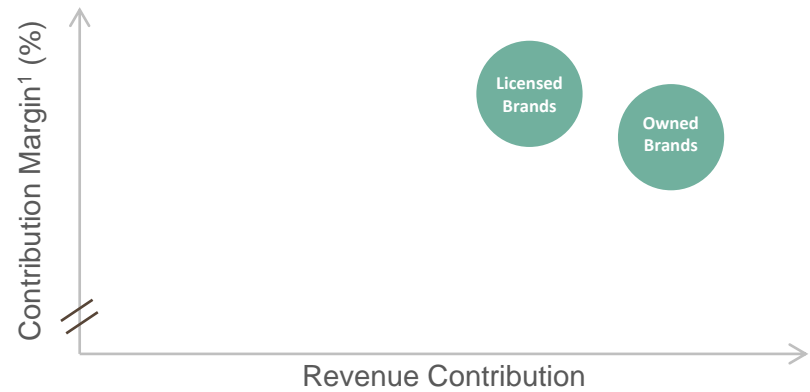 Contribution Margin¹ (%)
Licensed
Brands
Owned
Brands
Revenue Contribution